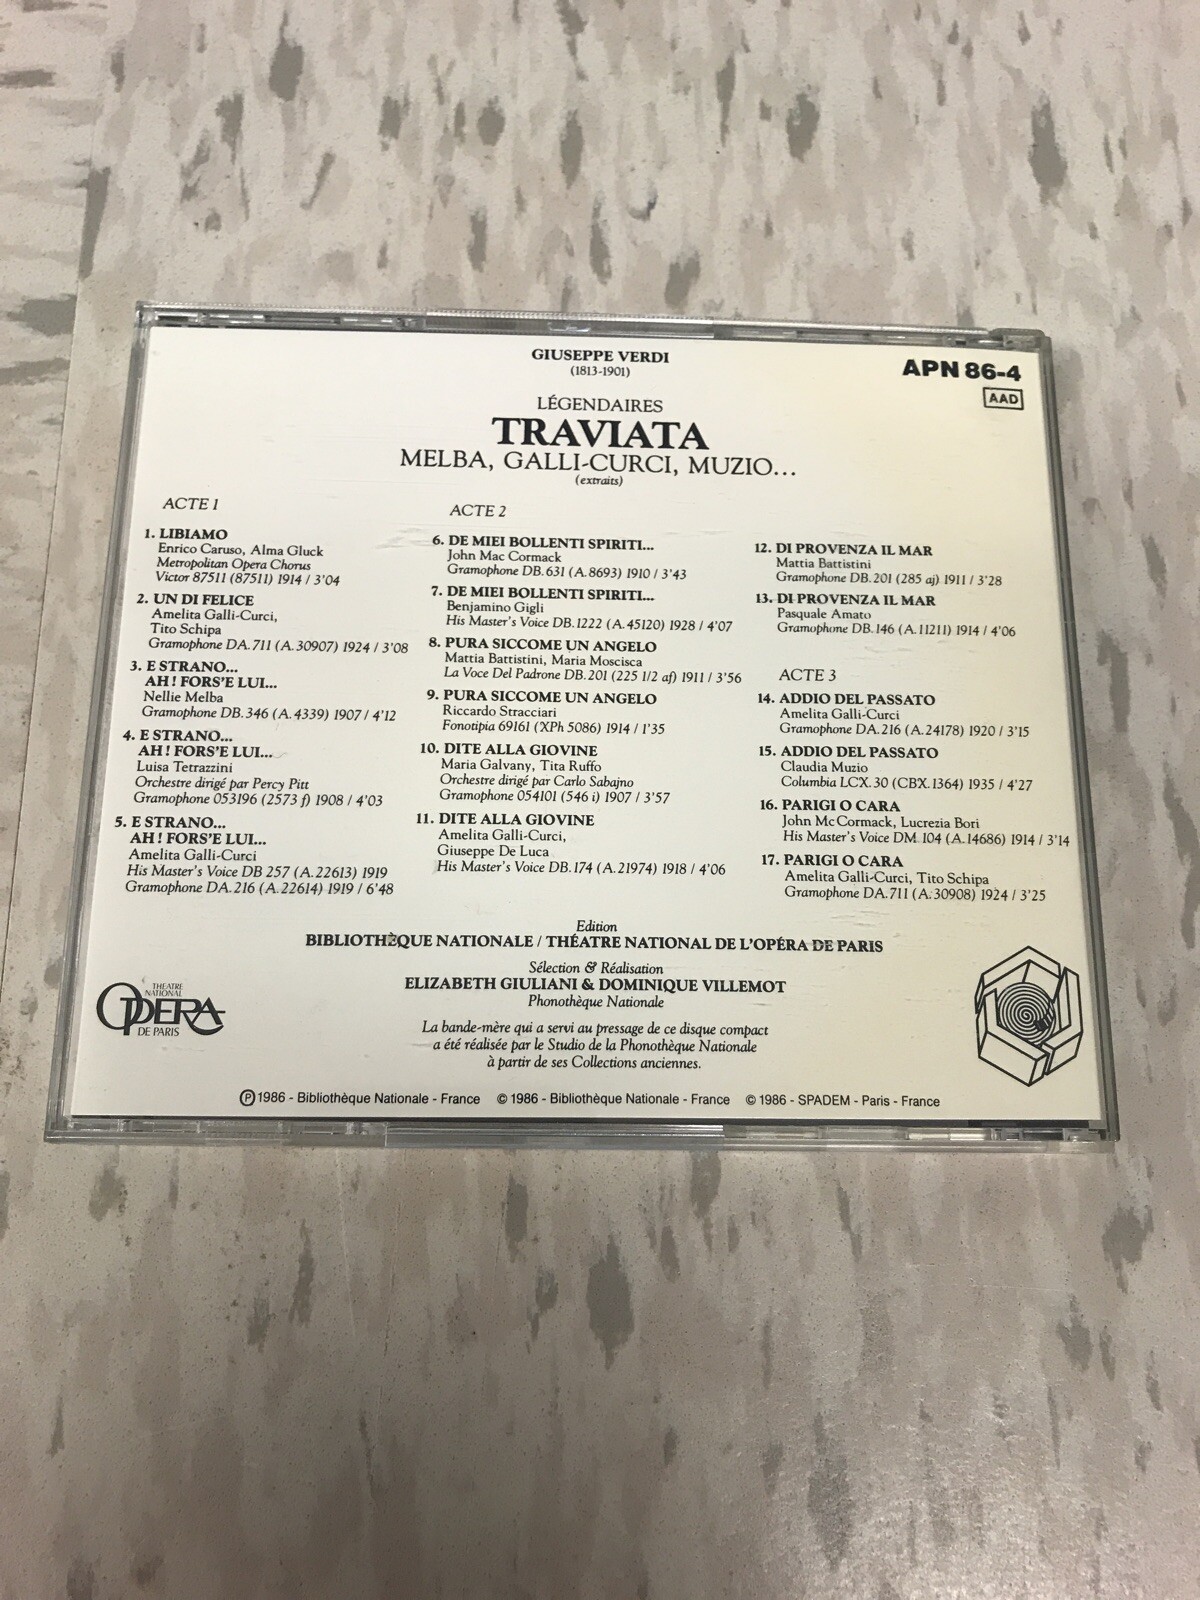 GIUSEPPE VERDI
(1813-1901)
APN 86-4
AAD
LÉGENDAIRES
TRAVIATA
MELBA, GALLI-CURCI, MUZIO...
(extraits)
ACTE 1
1. LIBIAMO
Enrico Caruso, Alma Gluck
Metropolitan Opera Chorus
Victor 87511 (87511) 1914 / 3'04
2. UN DI FELICE
Amelita Galli-Curci,
Tito Schipa
Gramophone DA. 711 (A. 30907) 1924 / 3'08
3. E STRANO...
AH ! FORS'E LUI...
Nellie Melba
Gramophone DB. 346 (A. 4339) 1907 / 4'12
4. E STRANO...
AH ! FORS'E LUI...
Luisa Tetrazzini
Orchestre dirigé par Percy Pitt
Gramophone 053196 (2573 f) 1908 / 4'03
5. E STRANO...
AH ! FORS'E LUI...
Amelita Galli-Curci
His Master's Voice DB 257 (A. 22613) 1919
Gramophone DA. 216 (A. 22614) 1919 / 6'48
ACTE 2
6. DE MIEI BOLLENTI SPIRITI...
John Mac Cormack
Gramophone DB. 631 (A. 8693) 1910 / 3'43
7. DE MIEI BOLLENTI SPIRITI...
Benjamino Gigli
His Master's Voice DB. 1222 (A. 45120) 1928 / 4'07
8. PURA SICCOME UN ANGELO
Mattia Battistini, Maria Moscisca
La Voce Del Padrone DB. 201 (225 1/2 af) 1911 / 3'56
9. PURA SICCOME UN ANGELO
Riccardo Stracciari
Fonotipia 69161 (XPh 5086) 1914 / 1'35
10. DITE ALLA GIOVINE
Maria Galvany, Tita Ruffo
Orchestre dirigé par Carlo Sabajno
Gramophone 054101 (546 i) 1907 / 3'57
11. DITE ALLA GIOVINE
Amelita Galli-Curci,
Giuseppe De Luca
His Master's Voice DB. 174 (A. 21974) 1918 / 4'06
12. DI PROVENZA IL MAR
Mattia Battistini
Gramophone DB. 201 (285 aj) 1911 / 3'28
13. DI PROVENZA IL MAR
Pasquale Amato
Gramophone DB. 146 (A. 11211) 1914 / 4'06
ACTE 3
14. ADDIO DEL PASSATO
Amelita Galli-Curci
Gramophone DA. 216 (A. 24178) 1920 / 3'15
15. ADDIO DEL PASSATO
Claudia Muzio
Columbia LCX. 30 (CBX. 1364) 1935 / 4'27
16. PARIGI O CARA
John McCormack, Lucrezia Bori
His Master's Voice DM. 104 (A. 14686) 1914 / 3'14
17. PARIGI O CARA
Amelita Galli-Curci, Tito Schipa
Gramophone DA. 711 (A. 30908) 1924 / 3'25
Edition
BIBLIOTHÈQUE NATIONALE / THÉATRE NATIONAL DE L'OPÉRA DE PARIS
Sélection & Réalisation
ELIZABETH GIULIANI & DOMINIQUE VILLEMOT
Phonothèque Nationale
THEATRE
NATIONAL
OPERA
DE PARIS
La bande-mère qui a servi au pressage de ce disque compact
a été réalisée par le Studio de la Phonothèque Nationale
à partir de ses Collections anciennes.
℗ 1986 - Bibliothèque Nationale - France © 1986 - Bibliothèque Nationale - France © 1986 - SPADEM - Paris - France